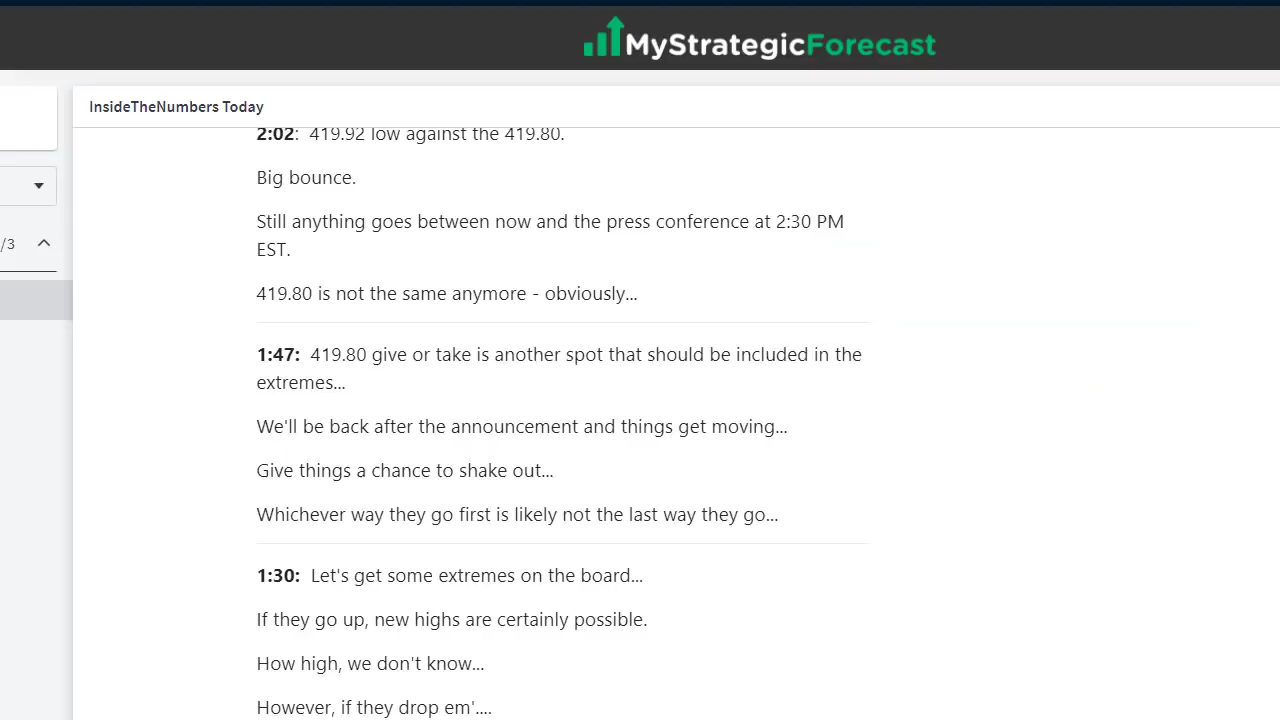 MyStrategicForecast
InsideTheNumbers Today
/3
2:02: 419.92 low against the 419.80.
Big bounce.
Still anything goes between now and the press conference at 2:30 PM
EST.
419.80 is not the same anymore - obviously...
1:47: 419.80 give or take is another spot that should be included in the
extremes...
We'll be back after the announcement and things get moving...
Give things a chance to shake out...
Whichever way they go first is likely not the last way they go...
1:30: Let's get some extremes on the board...
If they go up, new highs are certainly possible.
How high, we don't know...
However, if they drop em'....